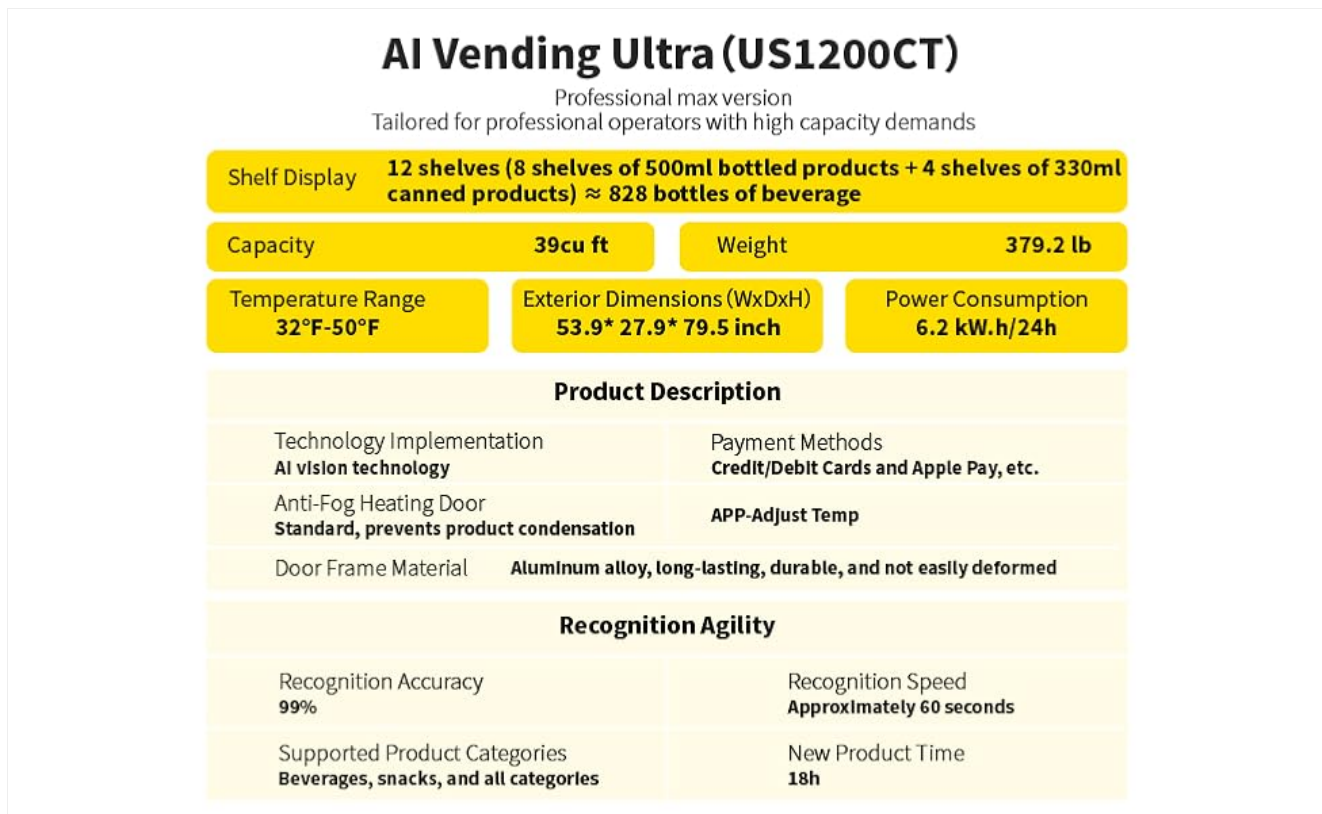 AI Vending Ultra（US1200CT）
Professional max version
Tailored for professional operators with high capacity demands
Shelf Display
12 shelves (8 shelves of 500ml bottled products + 4 shelves of 330ml
canned products) ≈ 828 bottles of beverage
Capacity
39cu ft
Weight
379.2 lb
Temperature Range
32°F-50°F
Exterior Dimensions（WxDxH）
53.9* 27.9* 79.5 inch
Power Consumption
6.2 kW.h/24h
Product Description
Technology Implementation
AI vision technology
Payment Methods
Credit/Debit Cards and Apple Pay, etc.
Anti-Fog Heating Door
Standard, prevents product condensation
APP-Adjust Temp
Door Frame Material
Aluminum alloy, long-lasting, durable, and not easily deformed
Recognition Agility
Recognition Accuracy
99%
Recognition Speed
Approximately 60 seconds
Supported Product Categories
Beverages, snacks, and all categories
New Product Time
18h